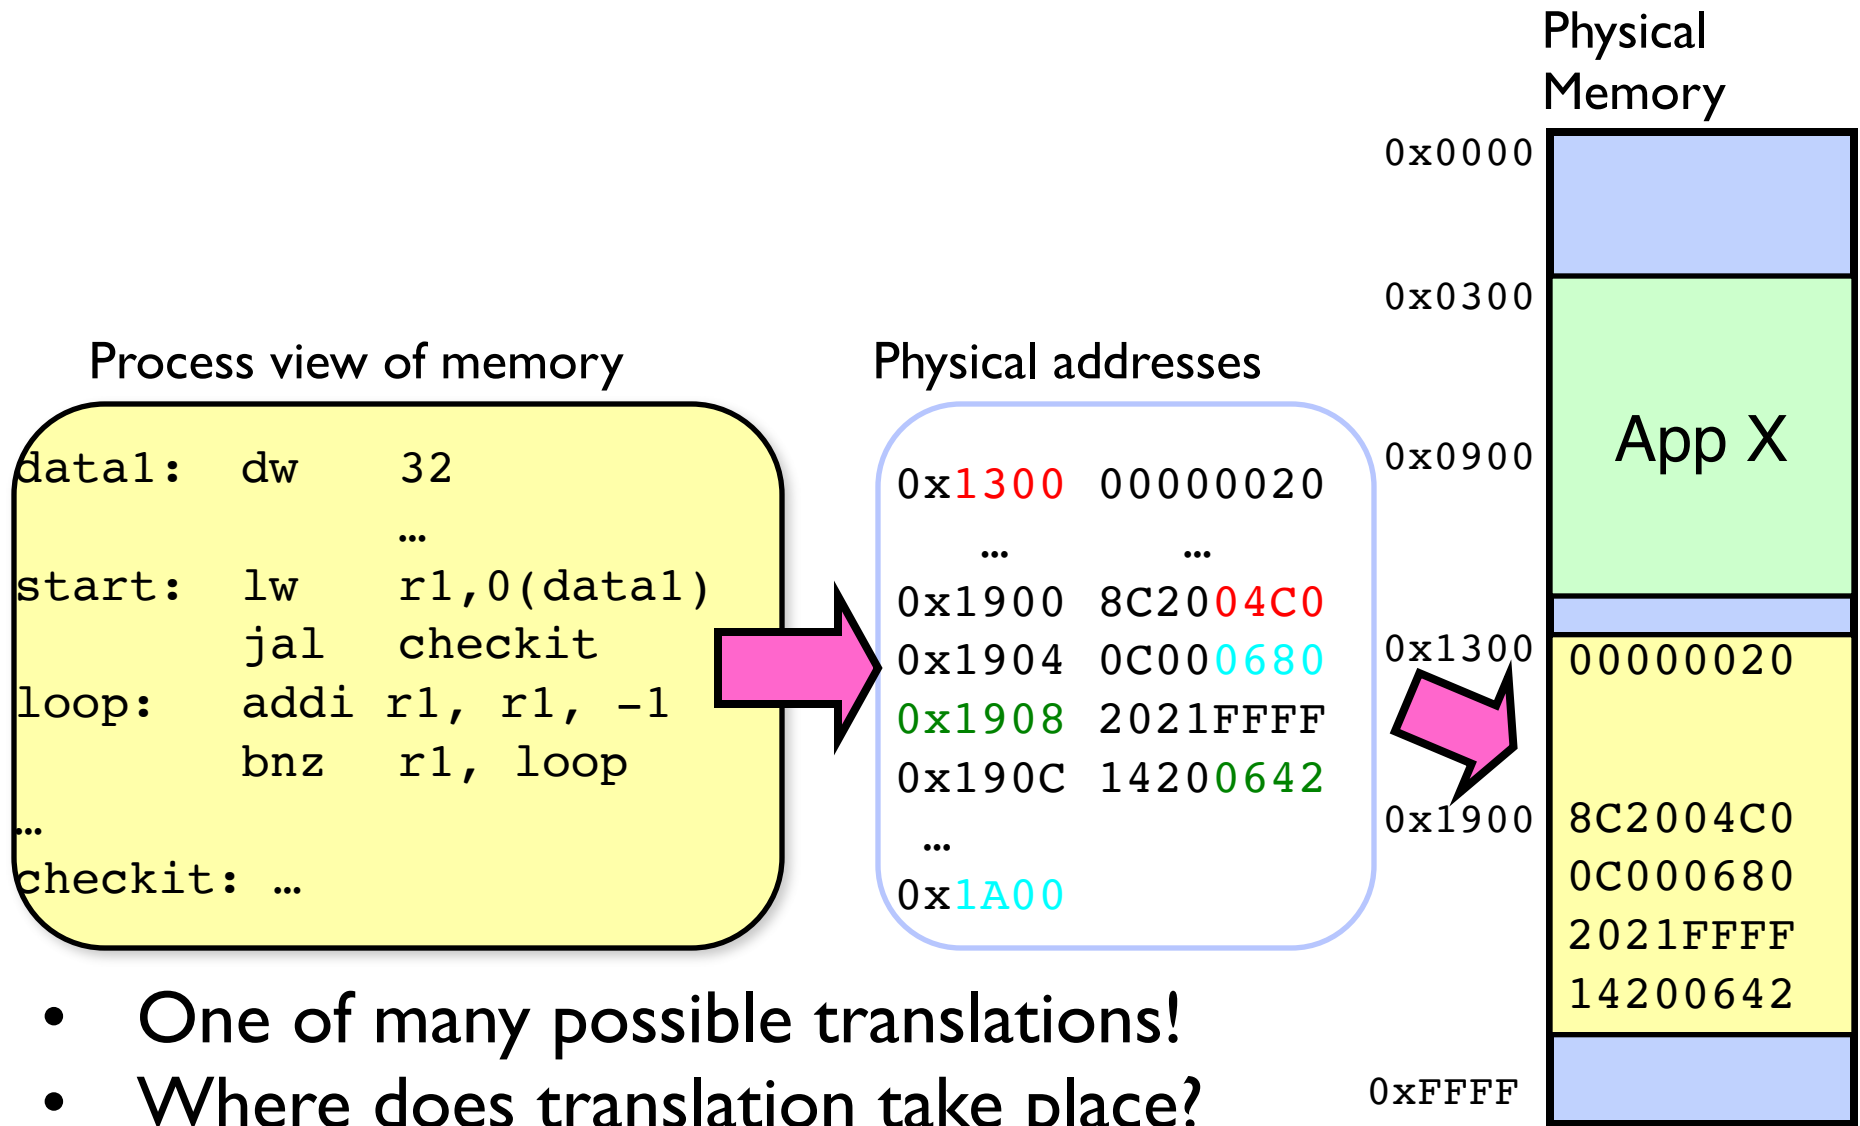 Physical
Memory
0x0000
0x0300
Process view of memory
Physical addresses
data1: dw 32
…
start: lw r1,0(data1)
jal checkit
loop: addi r1, r1, -1
bnz r1, loop
…
checkit: …
0x1300 00000020
… …
0x1900 8C2004C0
0x1904 0C000680
0x1908 2021FFFF
0x190C 14200642
…
0x1A00
0x0900
App X
0x1300
00000020
0x1900
8C2004C0
0C000680
2021FFFF
14200642
0xFFFF
• One of many possible translations!
• Where does translation take place?